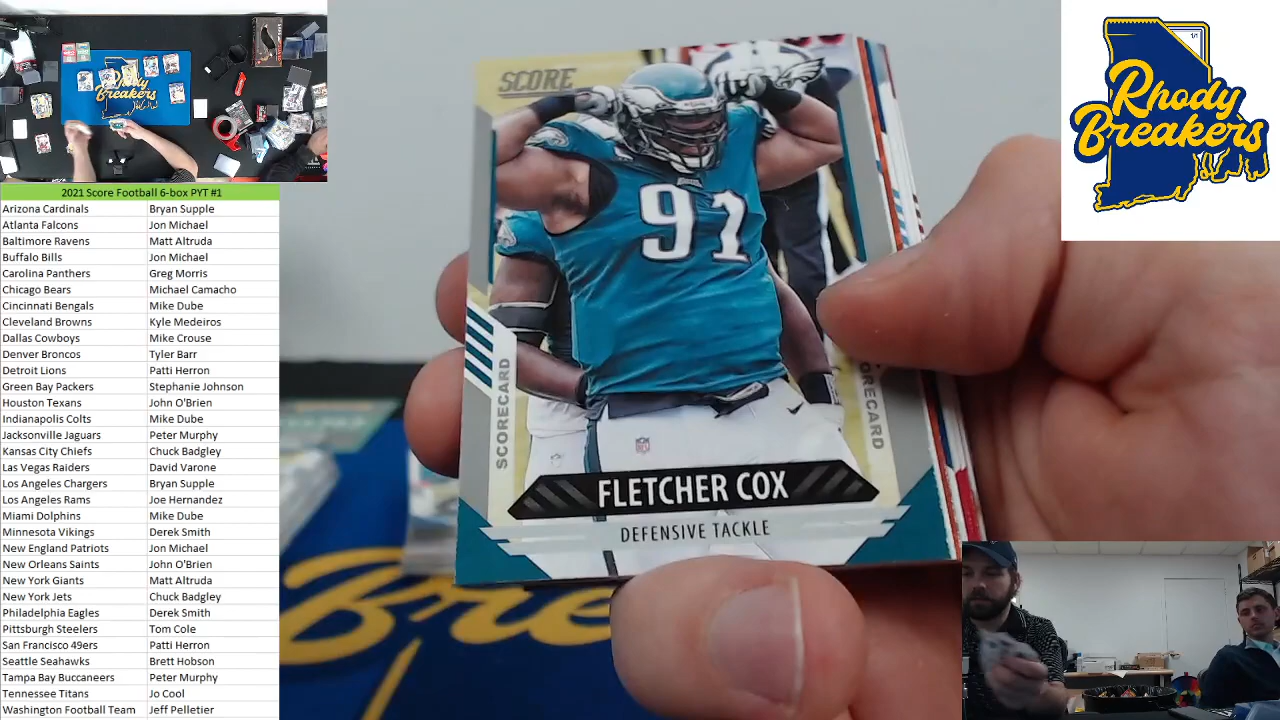 2021 Score Football 6-box PYT #1
Arizona Cardinals Bryan Supple
Atlanta Falcons Jon Michael
Baltimore Ravens Matt Altruda
Buffalo Bills Jon Michael
Carolina Panthers Greg Morris
Chicago Bears Michael Camacho
Cincinnati Bengals Mike Dube
Cleveland Browns Kyle Medeiros
Dallas Cowboys Mike Crouse
Denver Broncos Tyler Barr
Detroit Lions Patti Herron
Green Bay Packers Stephanie Johnson
Houston Texans John O'Brien
Indianapolis Colts Mike Dube
Jacksonville Jaguars Peter Murphy
Kansas City Chiefs Chuck Badgley
Las Vegas Raiders David Varone
Los Angeles Chargers Bryan Supple
Los Angeles Rams Joe Hernandez
Miami Dolphins Mike Dube
Minnesota Vikings Derek Smith
New England Patriots Jon Michael
New Orleans Saints John O'Brien
New York Giants Matt Altruda
New York Jets Chuck Badgley
Philadelphia Eagles Derek Smith
Pittsburgh Steelers Tom Cole
San Francisco 49ers Patti Herron
Seattle Seahawks Brett Hobson
Tampa Bay Buccaneers Peter Murphy
Tennessee Titans Jo Cool
Washington Football Team Jeff Pelletier
Rhody
Breakers
SCORE
91
SCORECARD
FLETCHER COX
DEFENSIVE TACKLE
Rhody
Breakers